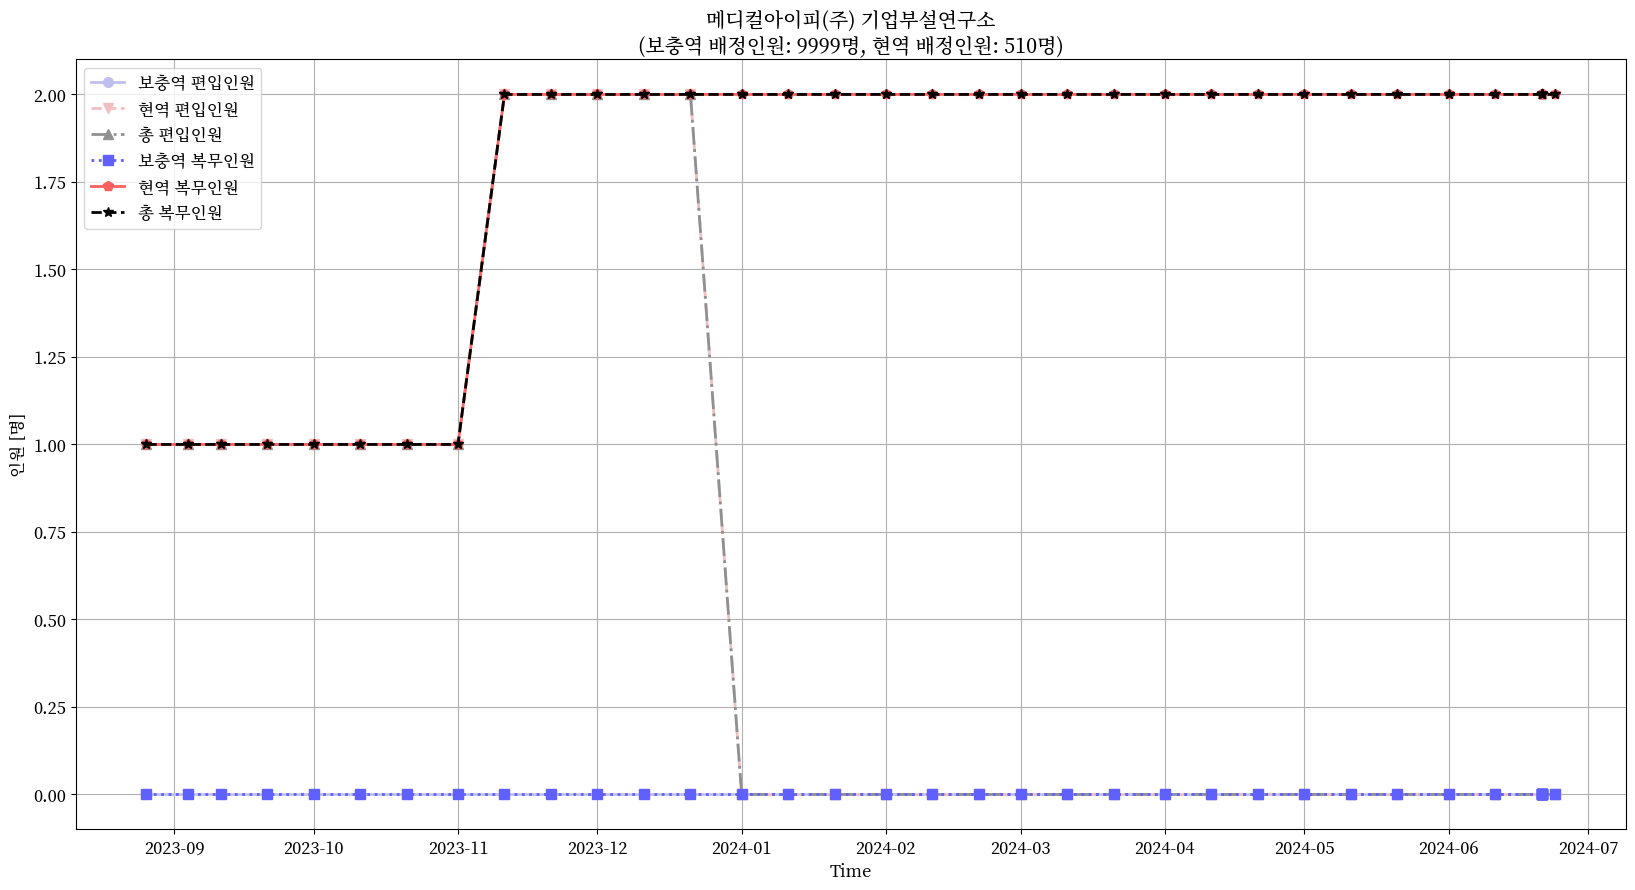 메디컬아이피(주) 기업부설연구소
(보충역 배정인원: 9999명, 현역 배정인원: 510명)
보충역 편입인원
현역 편입인원
총 편입인원
보충역 복무인원
현역 복무인원
총 복무인원
인원 [명]
2.00
1.75
1.50
1.25
1.00
0.75
0.50
0.25
0.00
2023-09 2023-10 2023-11 2023-12 2024-01 2024-02 2024-03 2024-04 2024-05 2024-06 2024-07
Time